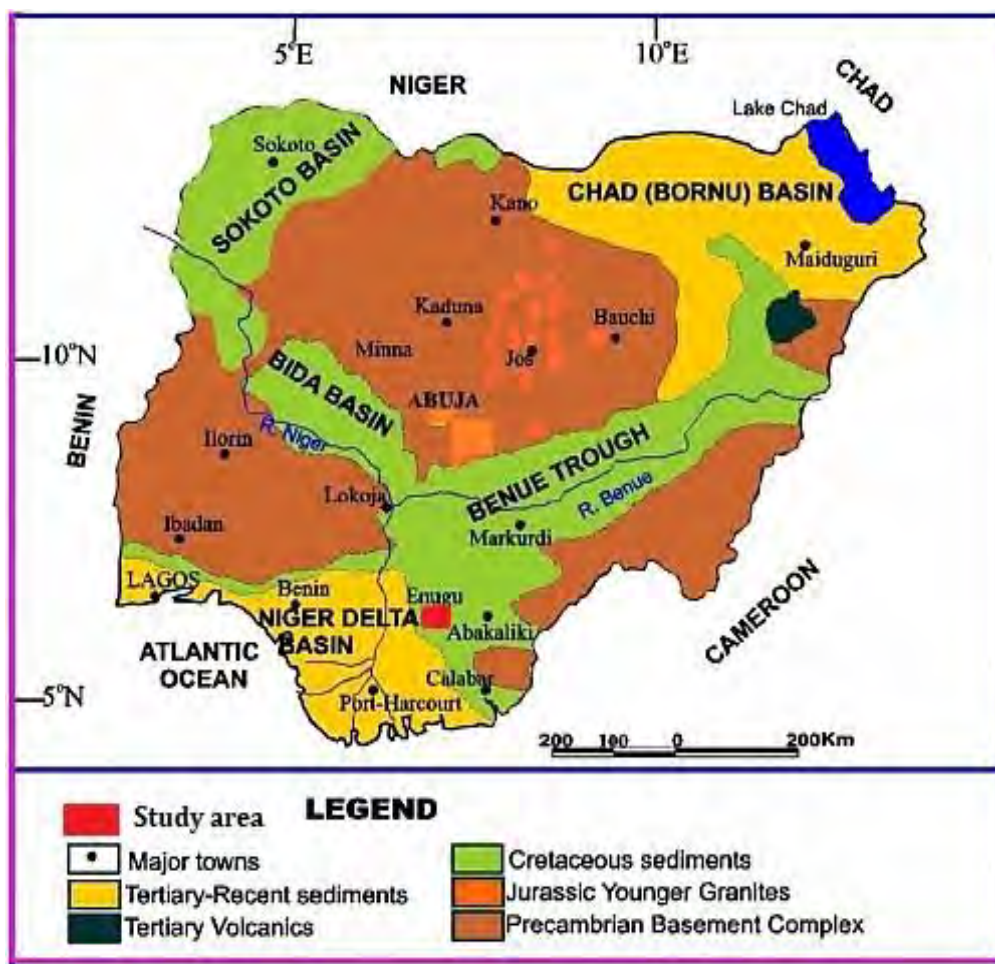 5°E
10°E
NIGER
CHAD
Lake Chad
Sokoto
SOKOTO BASIN
CHAD (BORNU) BASIN
Kano
Maiduguri
Kaduna
Bauchi
Minna
Jos
10°N
BIDA BASIN
ABUJA
BENIN
R. Niger
Ilorin
BENUE TROUGH
Lokoja
R. Benue
Markurdi
Ibadan
LAGOS
Benin
Enugu
NIGER DELTA
BASIN
Abakaliki
CAMEROON
ATLANTIC
OCEAN
Calabar
5°N
Port-Harcourt
200 100 0 200Km
LEGEND
Study area
Major towns
Tertiary-Recent sediments
Tertiary Volcanics
Cretaceous sediments
Jurassic Younger Granites
Precambrian Basement Complex